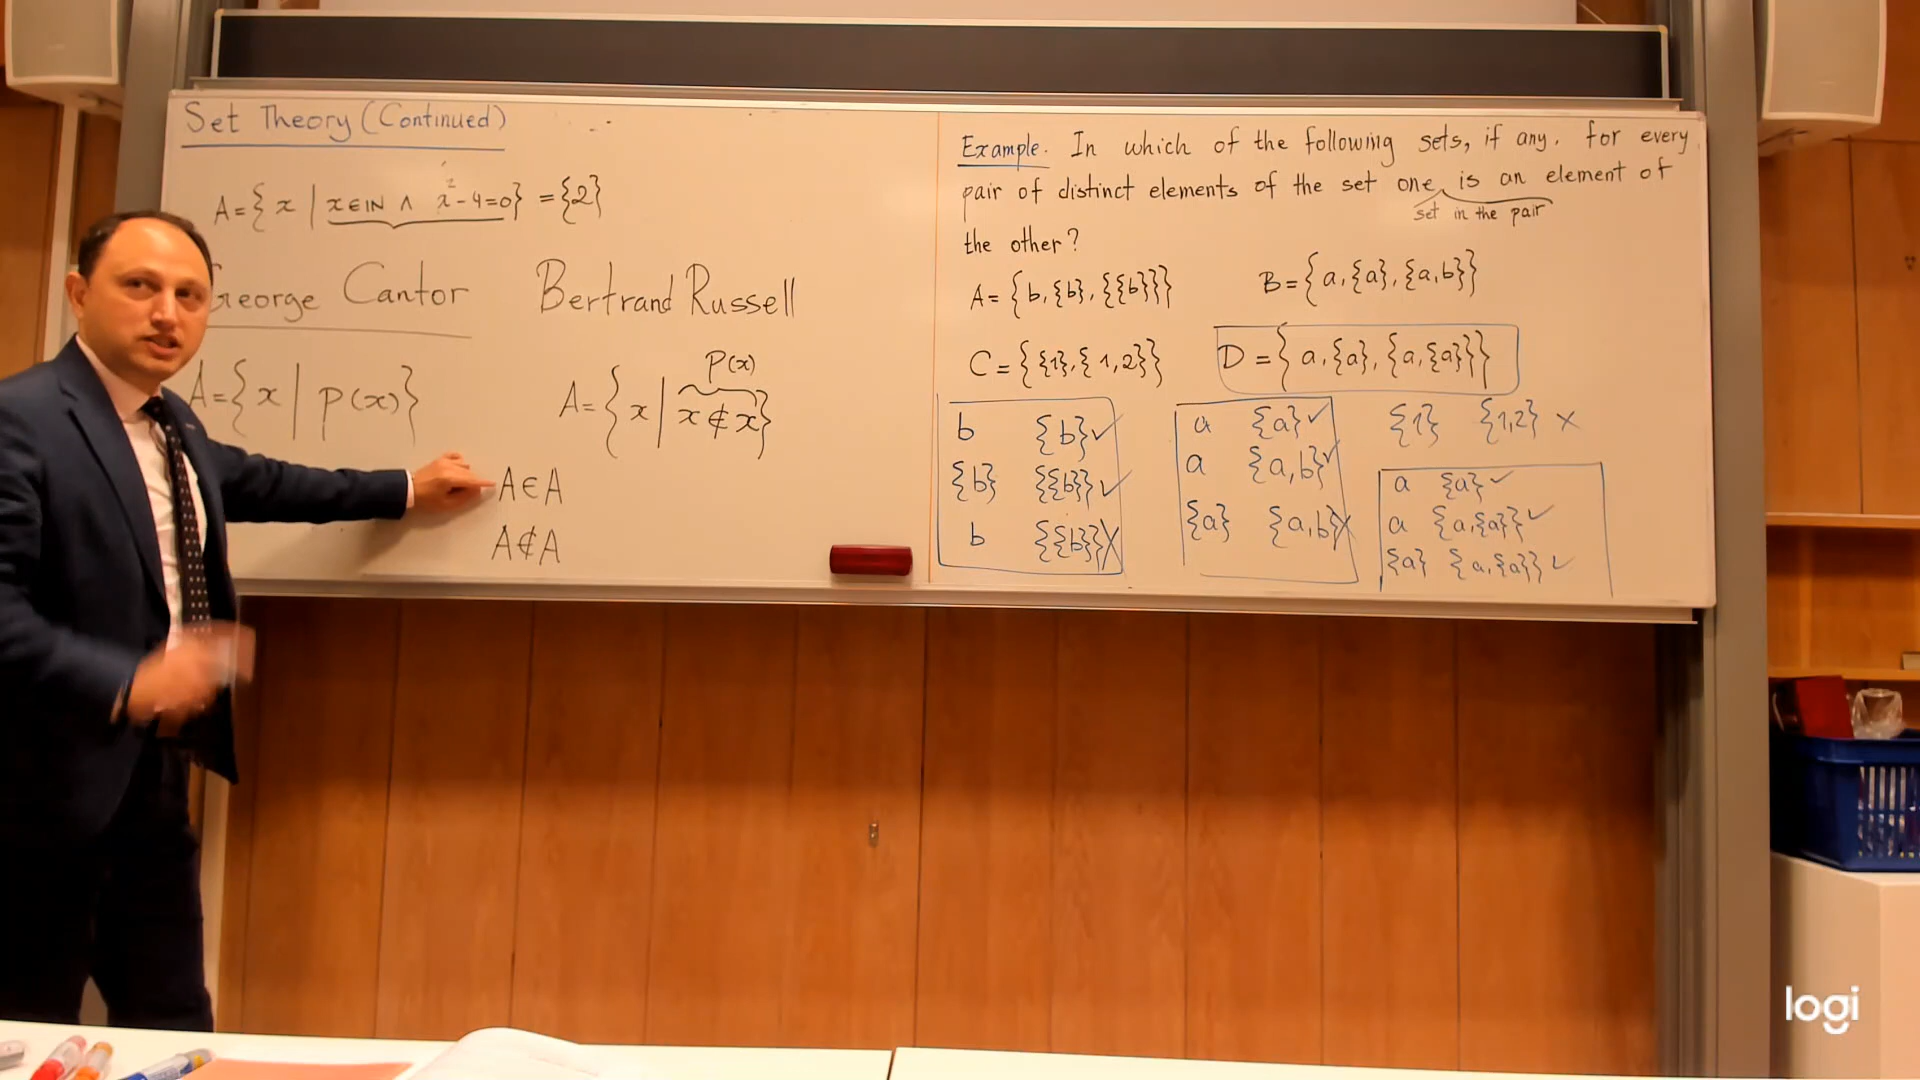 Set Theory (Continued)
A = { x | x ∈ ℕ ∧ x² - 4 = 0 } = {2}
George Cantor
Bertrand Russell
A = { x | P(x) }
P(x)
A = { x | x ∉ x }
A ∈ A
A ∉ A
Example. In which of the following sets, if any, for every
pair of distinct elements of the set one is an element of
set in the pair
the other?
A = { b, {b}, {{b}} }
B = { a, {a}, {a, b} }
C = { {1}, {1, 2} }
D = { a, {a}, {a, {a}} }
b {b} ✓
{b} {{b}} ✓
b {{b}} X
a {a} ✓
a {a, b} ✓
{a} {a, b} X
{1} {1,2} ×
a {a} ✓
a {a, {a}} ✓
{a} {a, {a}} ✓
logi